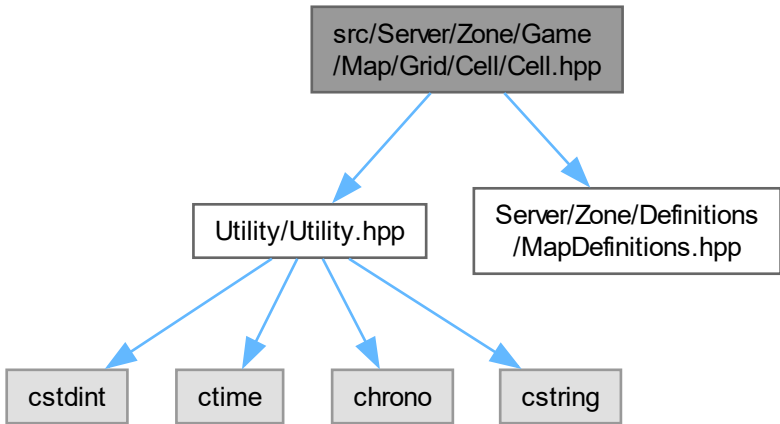 src/Server/Zone/Game
/Map/Grid/Cell/Cell.hpp
Utility/Utility.hpp
Server/Zone/Definitions
/MapDefinitions.hpp
cstdint
ctime
chrono
cstring